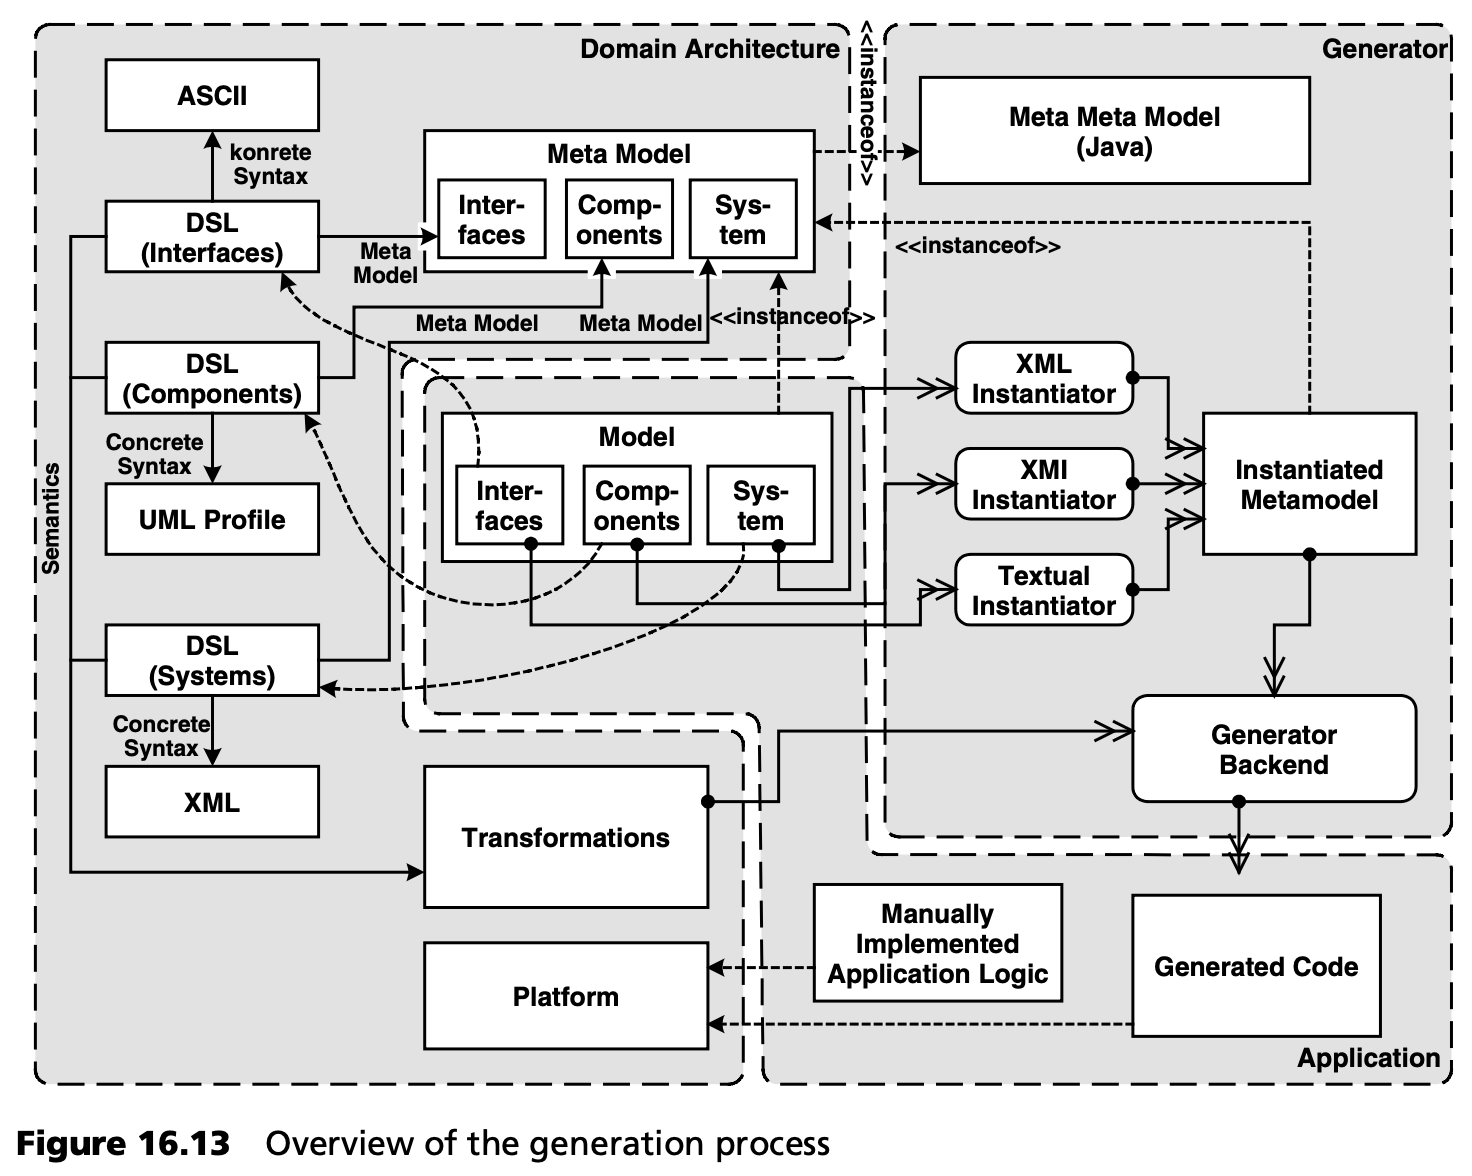 Domain Architecture
<<instanceof>>
Generator
ASCII
konrete
Syntax
DSL
(Interfaces)
Meta
Model
Meta Model
Inter-
faces
Comp-
onents
Sys-
tem
Meta Meta Model
(Java)
<<instanceof>>
Meta Model
Meta Model
<<instanceof>>
DSL
(Components)
Concrete
Syntax
UML Profile
Semantics
Model
Inter-
faces
Comp-
onents
Sys-
tem
XML
Instantiator
XMI
Instantiator
Textual
Instantiator
Instantiated
Metamodel
DSL
(Systems)
Concrete
Syntax
XML
Transformations
Generator
Backend
Platform
Manually
Implemented
Application Logic
Generated Code
Application
Figure 16.13 Overview of the generation process